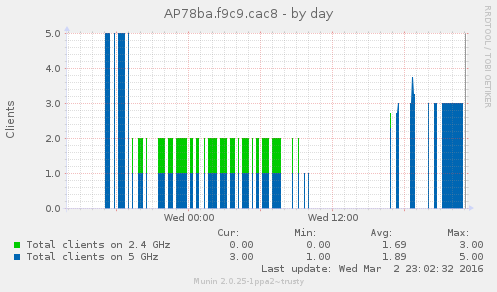 AP78ba.f9c9.cac8 - by day
RRDTOOL / TOBI OETIKER
Clients
5.0
4.0
3.0
2.0
1.0
0.0
Wed 00:00 Wed 12:00
Cur: Min: Avg: Max:
Total clients on 2.4 GHz 0.00 0.00 1.69 3.00
Total clients on 5 GHz 3.00 1.00 1.89 5.00
Last update: Wed Mar 2 23:02:32 2016
Munin 2.0.25-1ppa2~trusty